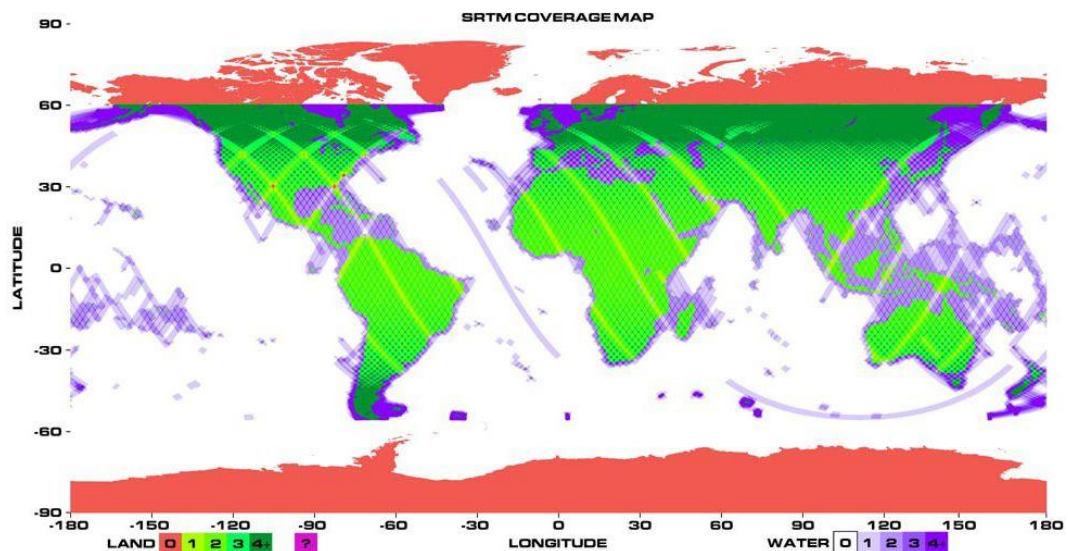 SRTM COVERAGE MAP
90
60
30
0
-30
-60
-90
LATITUDE
-180 -150 -120 -90 -60 -30 0 30 60 90 120 150 180
LAND 0 1 2 3 4+ ? LONGITUDE WATER 0 1 2 3 4+